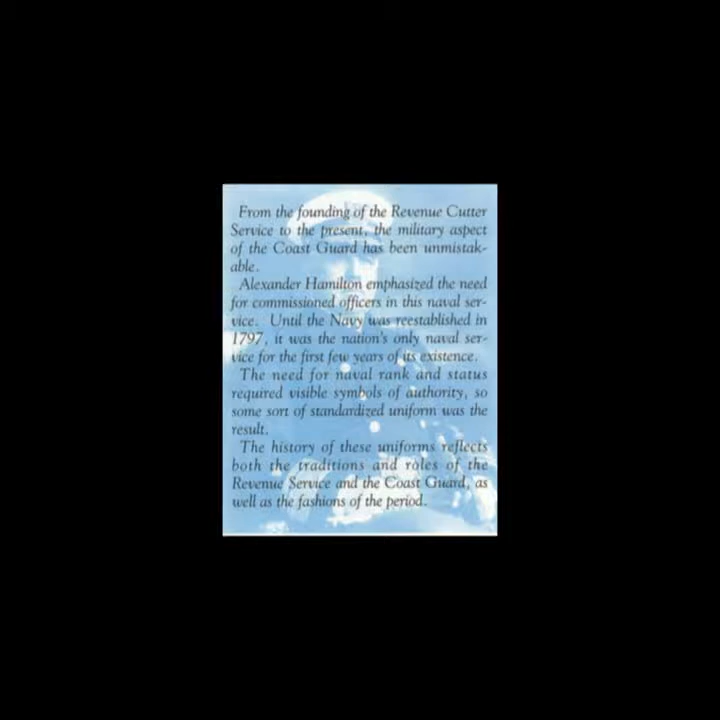 From the founding of the Revenue Cutter
Service to the present, the military aspect
of the Coast Guard has been unmistak-
able.
Alexander Hamilton emphasized the need
for commissioned officers in this naval ser-
vice. Until the Navy was reestablished in
1797, it was the nation's only naval ser-
vice for the first few years of its existence.
The need for naval rank and status
required visible symbols of authority, so
some sort of standardized uniform was the
result.
The history of these uniforms reflects
both the traditions and roles of the
Revenue Service and the Coast Guard, as
well as the fashions of the period.